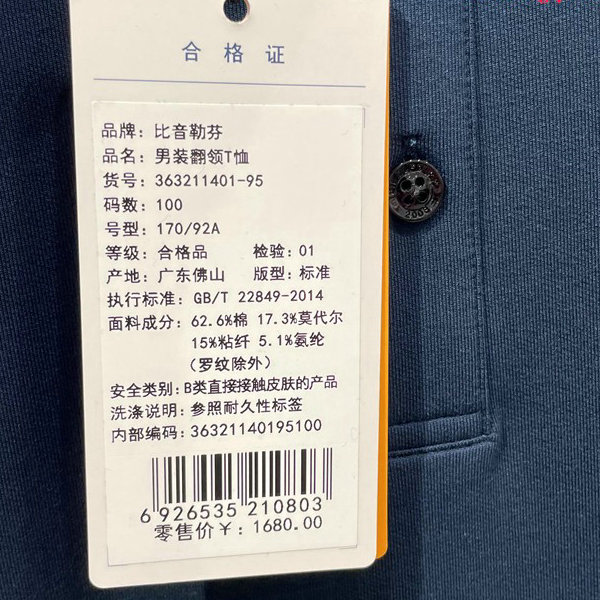 合格证
品牌：比音勒芬
品名：男装翻领T恤
货号：363211401-95
码数：100
号型：170/92A
等级：合格品 检验：01
产地：广东佛山 版型：标准
执行标准：GB/T 22849-2014
面料成分：62.6%棉 17.3%莫代尔
15%粘纤 5.1%氨纶
（罗纹除外）
安全类别：B类直接接触皮肤的产品
洗涤说明：参照耐久性标签
内部编码：36321140195100
6 926535 210803
零售价￥：1680.00
2003